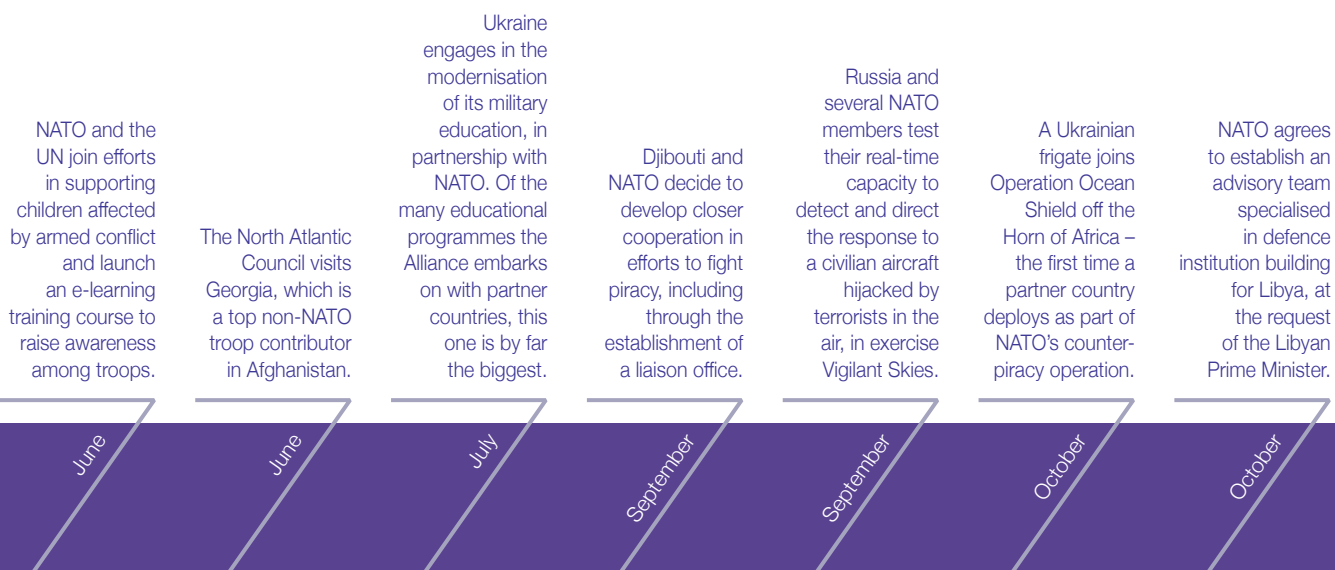 NATO and the
UN join efforts
in supporting
children affected
by armed conflict
and launch
an e-learning
training course to
raise awareness
among troops.
June
The North Atlantic
Council visits
Georgia, which is
a top non-NATO
troop contributor
in Afghanistan.
June
Ukraine
engages in the
modernisation
of its military
education, in
partnership with
NATO. Of the
many educational
programmes the
Alliance embarks
on with partner
countries, this
one is by far
the biggest.
July
Djibouti and
NATO decide to
develop closer
cooperation in
efforts to fight
piracy, including
through the
establishment of
a liaison office.
September
Russia and
several NATO
members test
their real-time
capacity to
detect and direct
the response to
a civilian aircraft
hijacked by
terrorists in the
air, in exercise
Vigilant Skies.
September
A Ukrainian
frigate joins
Operation Ocean
Shield off the
Horn of Africa –
the first time a
partner country
deploys as part of
NATO's counter-
piracy operation.
October
NATO agrees
to establish an
advisory team
specialised
in defence
institution building
for Libya, at
the request
of the Libyan
Prime Minister.
October